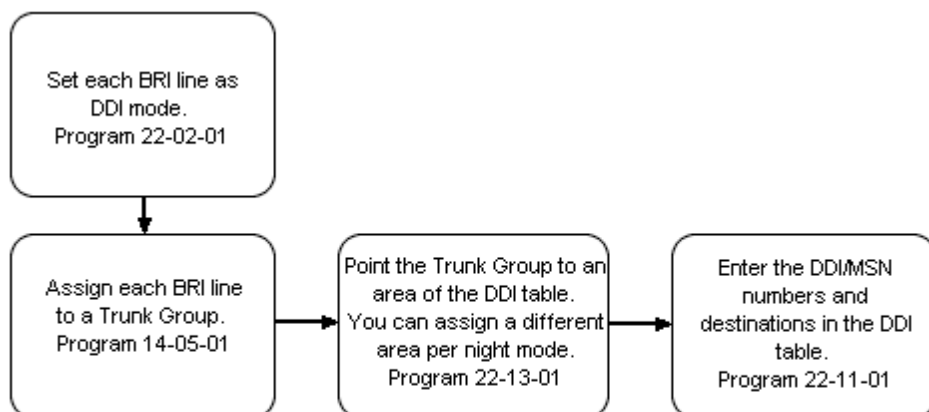 Set each BRI line as
DDI mode.
Program 22-02-01
Assign each BRI line
to a Trunk Group.
Program 14-05-01
Point the Trunk Group to an
area of the DDI table.
You can assign a different
area per night mode.
Program 22-13-01
Enter the DDI/MSN
numbers and
destinations in the DDI
table.
Program 22-11-01